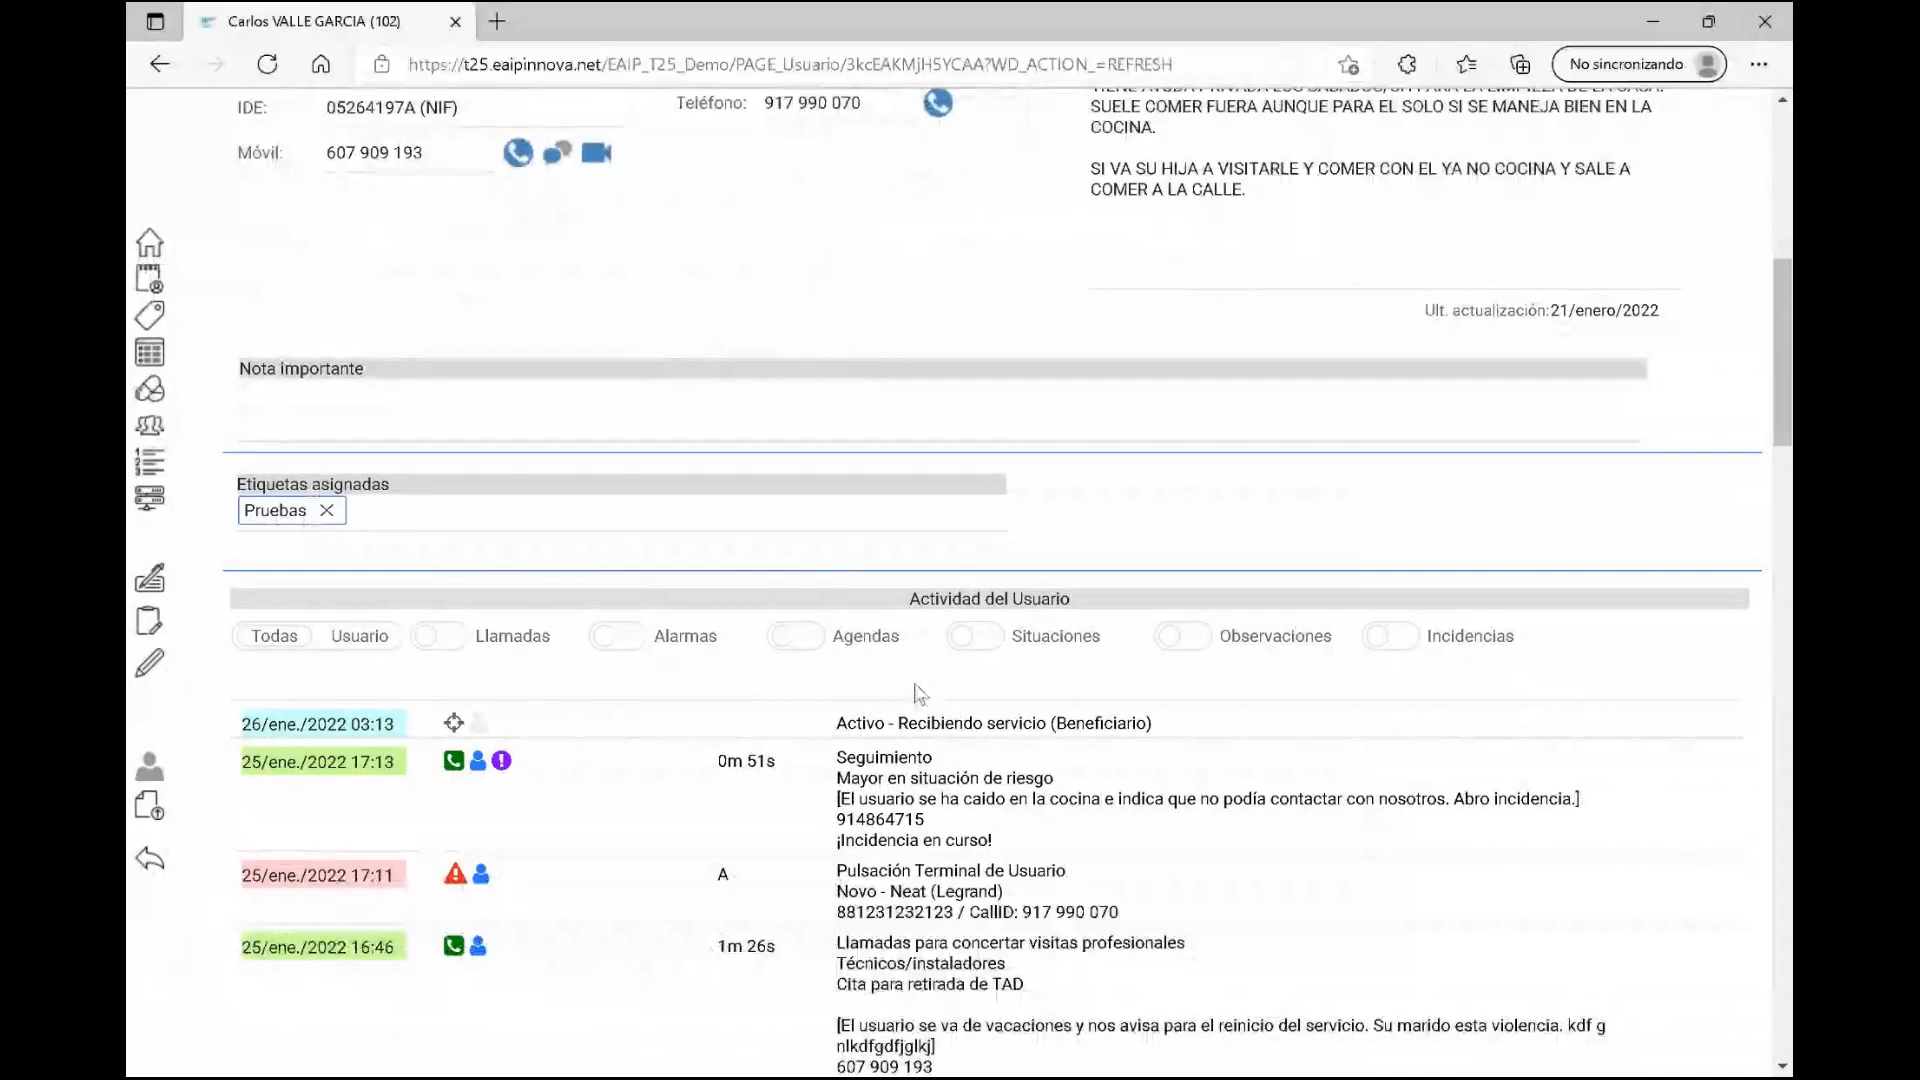 Carlos VALLE GARCIA (102)
https://t25.eaipinnova.net/EAIP_T25_Demo/PAGE_Usuario/3kcEAKMjH5YCAA?WD_ACTION_=REFRESH
No sincronizando
IDE: 05264197A (NIF)
Teléfono: 917 990 070
Móvil: 607 909 193
SUELE COMER FUERA AUNQUE PARA EL SOLO SI SE MANEJA BIEN EN LA
COCINA.
SI VA SU HIJA A VISITARLE Y COMER CON EL YA NO COCINA Y SALE A
COMER A LA CALLE.
Ult. actualización:21/enero/2022
Nota importante
Etiquetas asignadas
Pruebas
Actividad del Usuario
Todas Usuario Llamadas Alarmas Agendas Situaciones Observaciones Incidencias
26/ene./2022 03:13 Activo - Recibiendo servicio (Beneficiario)
25/ene./2022 17:13 0m 51s Seguimiento
Mayor en situación de riesgo
[El usuario se ha caido en la cocina e indica que no podía contactar con nosotros. Abro incidencia.]
914864715
¡Incidencia en curso!
25/ene./2022 17:11 A Pulsación Terminal de Usuario
Novo - Neat (Legrand)
881231232123 / CallID: 917 990 070
25/ene./2022 16:46 1m 26s Llamadas para concertar visitas profesionales
Técnicos/instaladores
Cita para retirada de TAD
[El usuario se va de vacaciones y nos avisa para el reinicio del servicio. Su marido esta violencia. kdf g
nlkdfgdfjglkj]
607 909 193